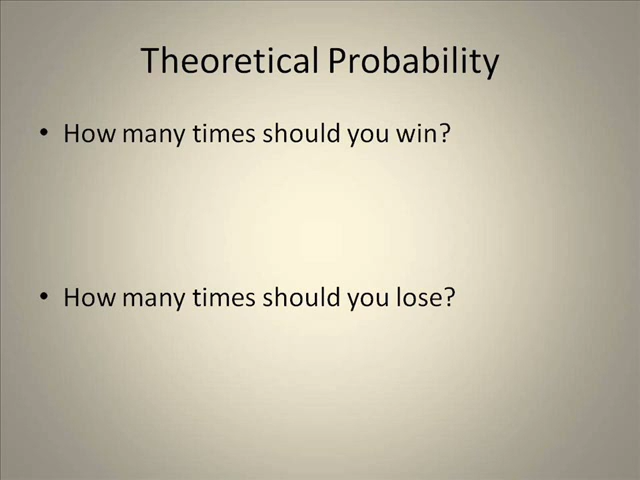 Theoretical Probability
• How many times should you win?
• How many times should you lose?